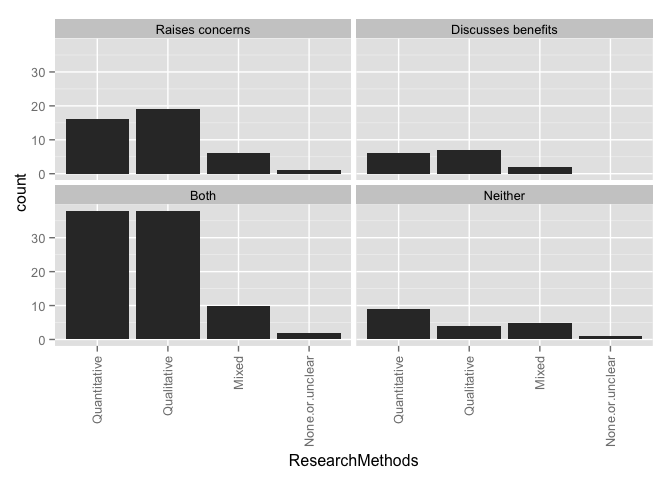 Raises concerns
Discusses benefits
30
20
10
0
Both
Neither
30
20
10
0
count
Quantitative
Qualitative
Mixed
None.or.unclear
Quantitative
Qualitative
Mixed
None.or.unclear
ResearchMethods